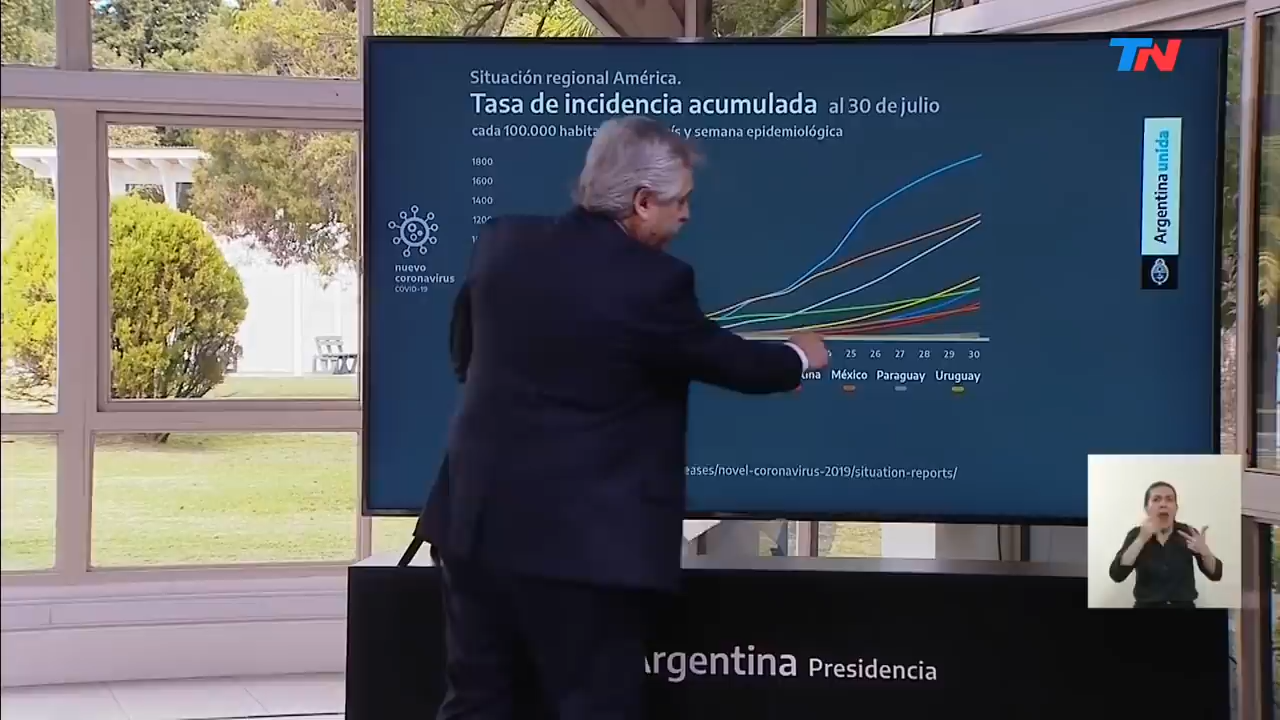 TN
Situación regional América.
Tasa de incidencia acumulada al 30 de julio
cada 100.000 y semana epidemiológica
1800
1600
1400
nuevo
coronavirus
COVID-19
Argentina unida
25 26 27 28 29 30
México Paraguay Uruguay
/novel-coronavirus-2019/situation-reports/
Argentina Presidencia